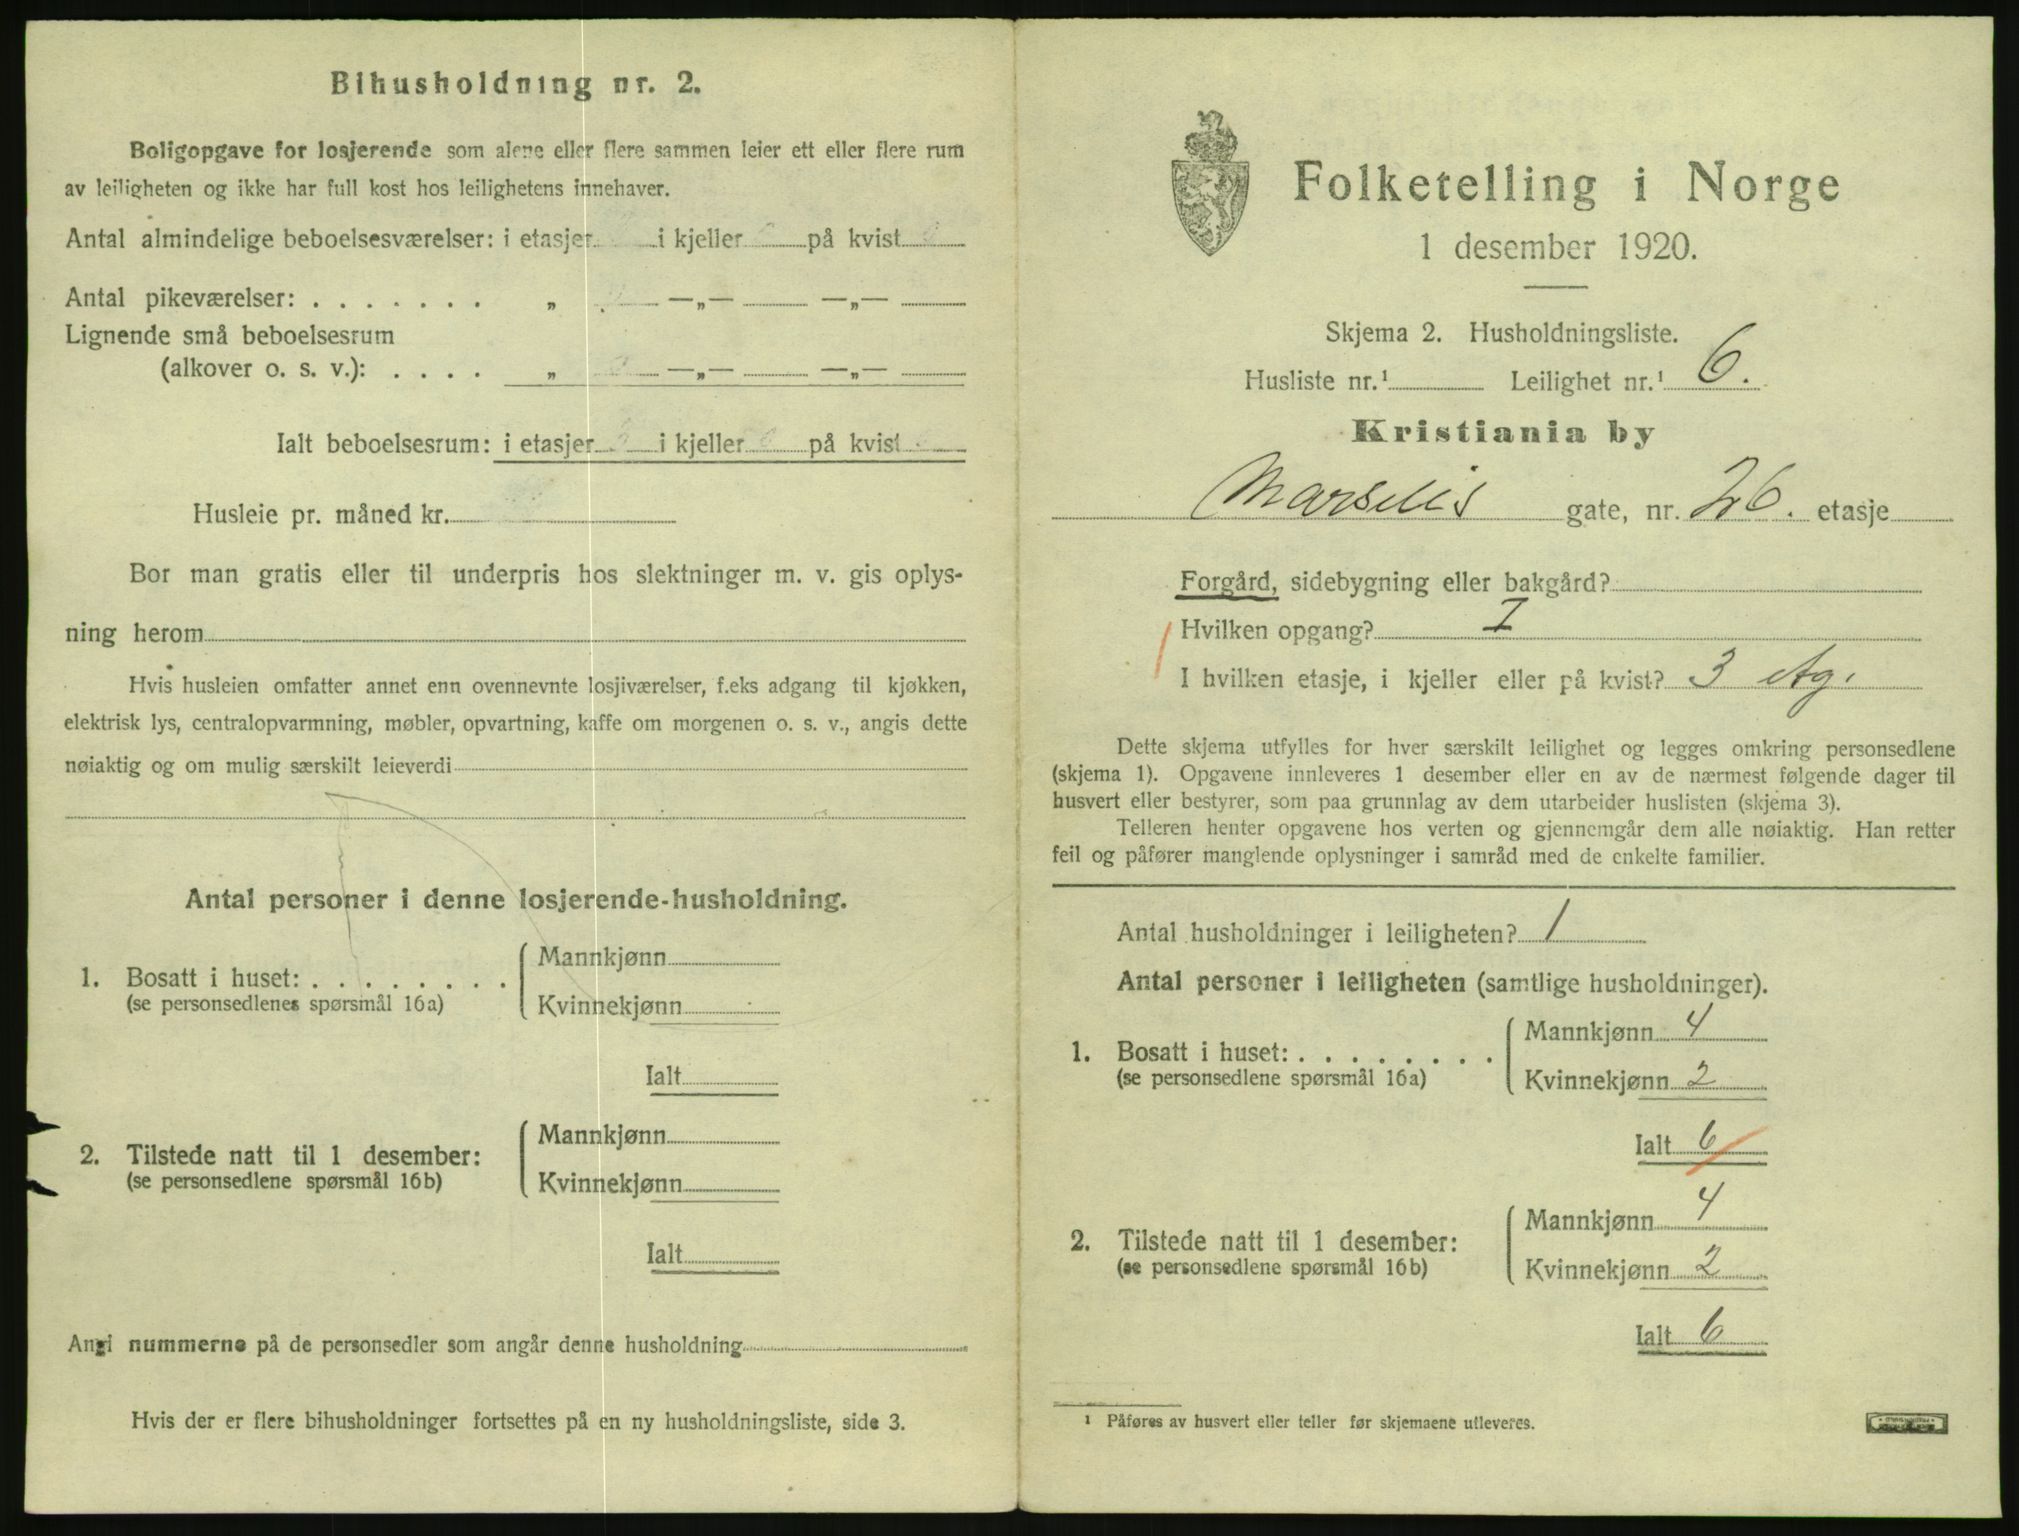 Bihusholdning nr. 2.
Boligopgave for losjerende som alene eller flere sammen leier ett eller flere rum
av leiligheten og ikke har full kost hos leilighetens innehaver.
Antal almindelige beboelsesværelser: i etasjer i kjeller på kvist
Antal pikeværelser: . . . . . . . „ —„— —„—
Lignende små beboelsesrum
(alkover o. s. v.): . . . . „ —„— —„—
Ialt beboelsesrum: i etasjer i kjeller på kvist
Husleie pr. måned kr.
Bor man gratis eller til underpris hos slektninger m. v. gis oplys-
ning herom
Hvis husleien omfatter annet enn ovennevnte losjiværelser, f.eks adgang til kjøkken,
elektrisk lys, centralopvarmning, møbler, opvartning, kaffe om morgenen o. s. v., angis dette
nøiaktig og om mulig særskilt leieverdi
Antal personer i denne losjerende-husholdning.
1. Bosatt i huset: . . . . . . . .
(se personsedlenes spørsmål 16a)
Mannkjønn
Kvinnekjønn
Ialt
2. Tilstede natt til 1 desember:
(se personsedlene spørsmål 16b)
Mannkjønn
Kvinnekjønn
Ialt
Angi nummerne på de personsedler som angår denne husholdning
Hvis der er flere bihusholdninger fortsettes på en ny husholdningsliste, side 3.
Folketelling i Norge
1 desember 1920.
Skjema 2. Husholdningsliste.
Husliste nr.¹ Leilighet nr.¹ 6.
Kristiania by
Marselis gate, nr. 26. etasje
Forgård, sidebygning eller bakgård?
Hvilken opgang? I
I hvilken etasje, i kjeller eller på kvist? 3 etg.
Dette skjema utfylles for hver særskilt leilighet og legges omkring personsedlene
(skjema 1). Opgavene innleveres 1 desember eller en av de nærmest følgende dager til
husvert eller bestyrer, som paa grunnlag av dem utarbeider huslisten (skjema 3).
Telleren henter opgavene hos verten og gjennemgår dem alle nøiaktig. Han retter
feil og påfører manglende oplysninger i samråd med de enkelte familier.
Antal husholdninger i leiligheten? 1
Antal personer i leiligheten (samtlige husholdninger).
1. Bosatt i huset: . . . . . . . .
(se personsedlene spørsmål 16a)
Mannkjønn 4
Kvinnekjønn 2
Ialt 6
2. Tilstede natt til 1 desember:
(se personsedlene spørsmål 16b)
Mannkjønn 4
Kvinnekjønn 2
Ialt 6
¹ Påføres av husvert eller teller før skjemaene utleveres.